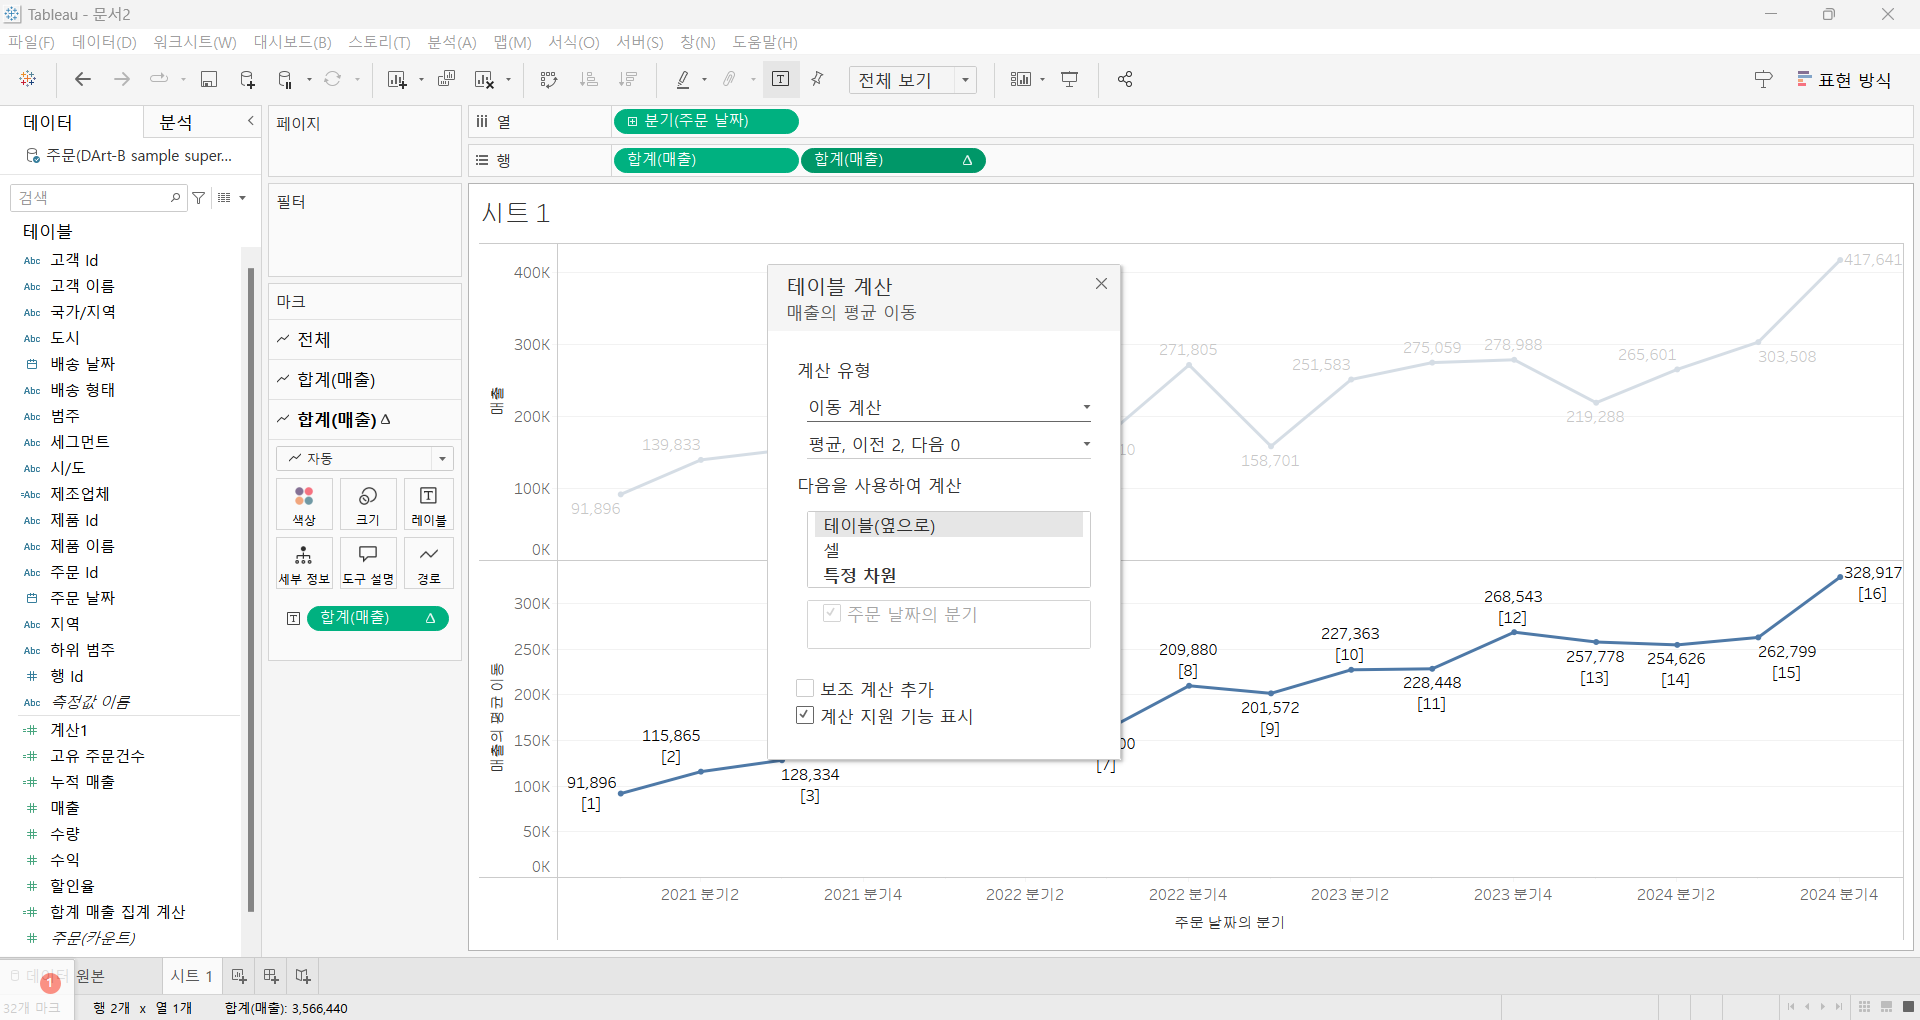 Tableau - 문서2
파일(F) 데이터(D) 워크시트(W) 대시보드(B) 스토리(T) 분석(A) 맵(M) 서식(O) 서버(S) 창(N) 도움말(H)
전체 보기
표현 방식
데이터 분석
주문(DArt-B sample super...
검색
테이블
Abc 고객 Id
Abc 고객 이름
Abc 국가/지역
Abc 도시
배송 날짜
Abc 배송 형태
Abc 범주
Abc 세그먼트
Abc 시/도
=Abc 제조업체
Abc 제품 Id
Abc 제품 이름
Abc 주문 Id
주문 날짜
Abc 지역
Abc 하위 범주
# 행 Id
Abc 측정값 이름
=# 계산1
=# 고유 주문건수
=# 누적 매출
# 매출
# 수량
# 수익
# 할인율
=# 합계 매출 집계 계산
# 주문(카운트)
페이지
필터
마크
전체
합계(매출)
합계(매출) Δ
자동
색상 크기 레이블
세부 정보 도구 설명 경로
합계(매출) Δ
열 분기(주문 날짜)
행 합계(매출) 합계(매출) Δ
시트 1
매출
400K
300K
200K
100K
0K
91,896
139,833
10
271,805
158,701
251,583
275,059
278,988
219,288
265,601
303,508
417,641
매출의 평균 이동
300K
250K
200K
150K
100K
50K
0K
91,896
[1]
115,865
[2]
128,334
[3]
00
[7]
209,880
[8]
201,572
[9]
227,363
[10]
228,448
[11]
268,543
[12]
257,778
[13]
254,626
[14]
262,799
[15]
328,917
[16]
2021 분기2 2021 분기4 2022 분기2 2022 분기4 2023 분기2 2023 분기4 2024 분기2 2024 분기4
주문 날짜의 분기
테이블 계산
매출의 평균 이동
계산 유형
이동 계산
평균, 이전 2, 다음 0
다음을 사용하여 계산
테이블(옆으로)
셀
특정 차원
주문 날짜의 분기
보조 계산 추가
계산 지원 기능 표시
데이터 원본 시트 1
1
32개 마크 행 2개 x 열 1개 합계(매출): 3,566,440